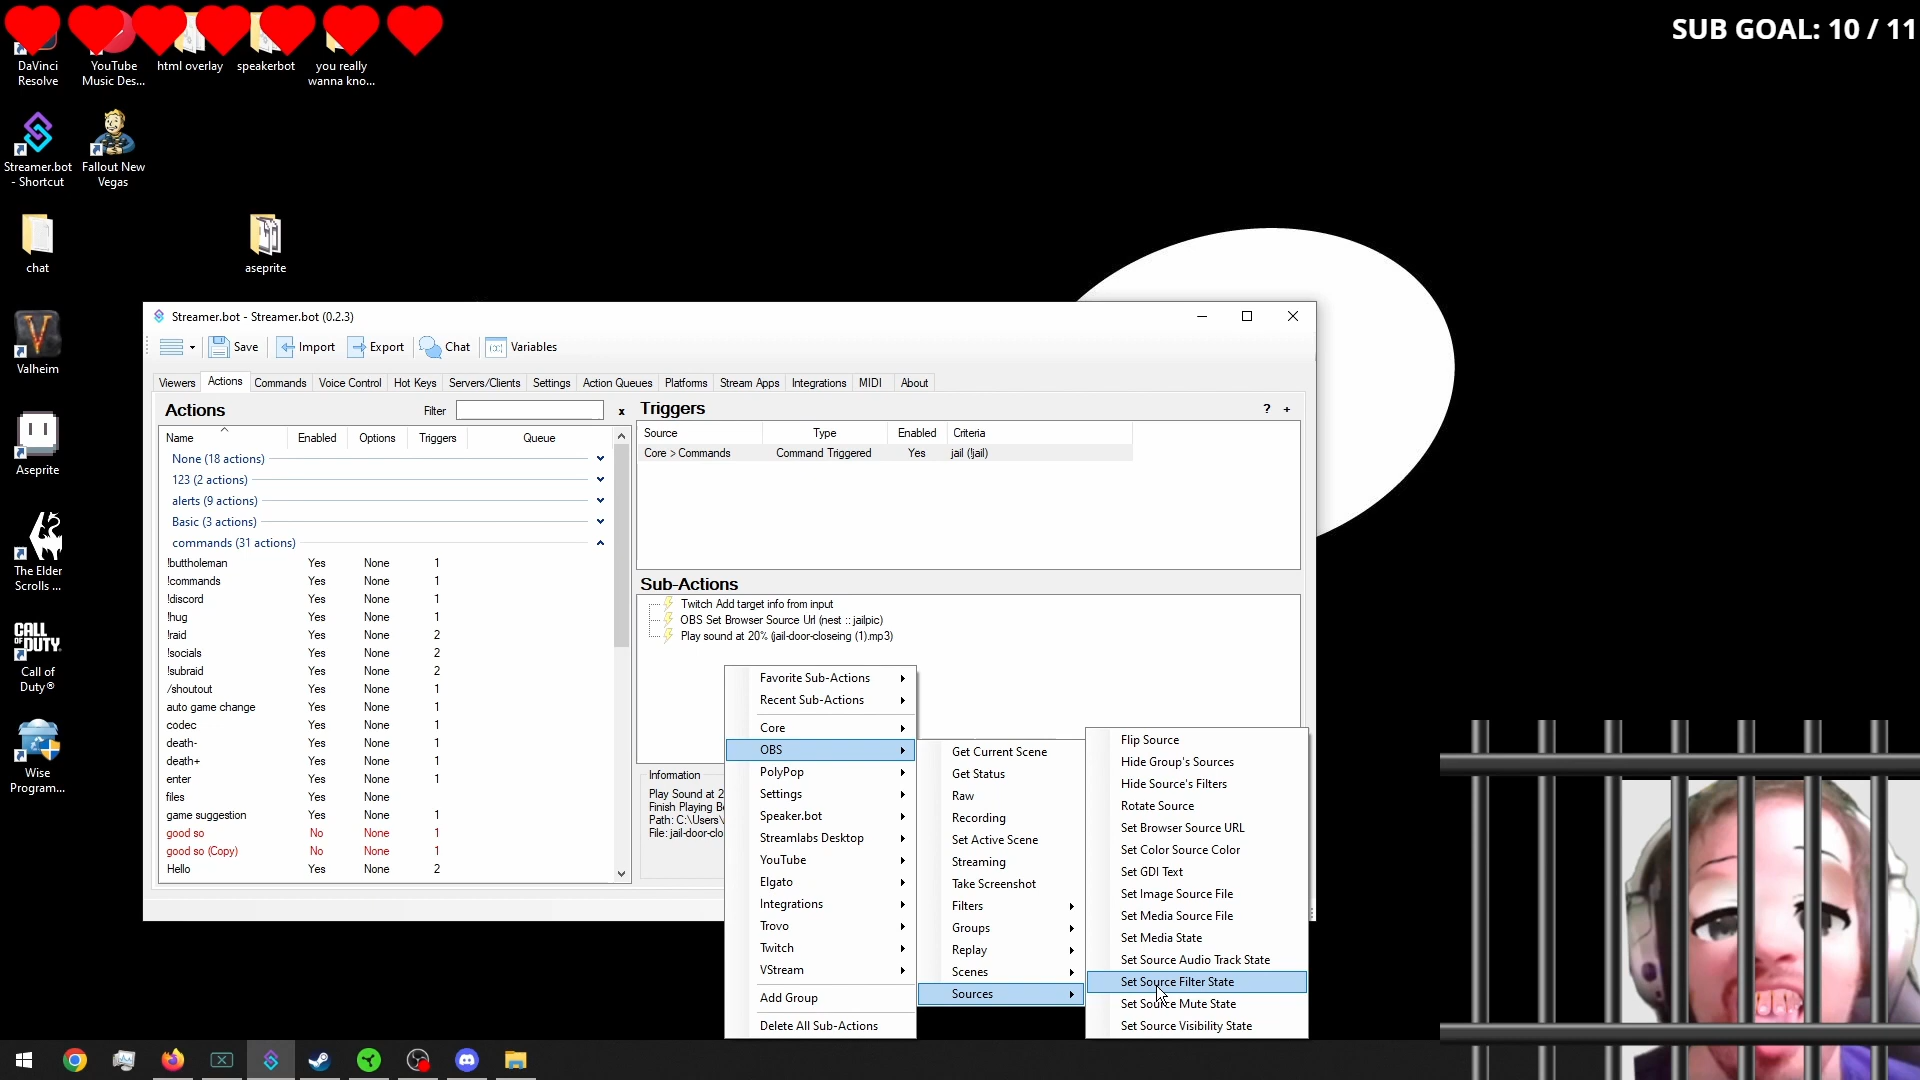 SUB GOAL: 10 / 11
DaVinci
Resolve
YouTube
Music Des...
html overlay
speakerbot
you really
wanna kno...
Streamer.bot
- Shortcut
Fallout New
Vegas
chat
aseprite
Valheim
Aseprite
The Elder
Scrolls ...
CALL
OF DUTY
Call of
Duty®
Wise
Program...
Streamer.bot - Streamer.bot (0.2.3)
Save
Import
Export
Chat
Variables
Viewers
Actions
Commands
Voice Control
Hot Keys
Servers/Clients
Settings
Action Queues
Platforms
Stream Apps
Integrations
MIDI
About
Actions
Filter
x
Name Enabled Options Triggers Queue
None (18 actions)
123 (2 actions)
alerts (9 actions)
Basic (3 actions)
commands (31 actions)
!buttholeman Yes None 1
!commands Yes None 1
!discord Yes None 1
!hug Yes None 1
!raid Yes None 2
!socials Yes None 2
!subraid Yes None 2
/shoutout Yes None 1
auto game change Yes None 1
codec Yes None 1
death- Yes None 1
death+ Yes None 1
enter Yes None 1
files Yes None
game suggestion Yes None 1
good so No None 1
good so (Copy) No None 1
Hello Yes None 2
Triggers
? +
Source Type Enabled Criteria
Core > Commands Command Triggered Yes jail (!jail)
Sub-Actions
Twitch Add target info from input
OBS Set Browser Source Url (nest :: jailpic)
Play sound at 20% (jail-door-closeing (1).mp3)
Information
Play Sound at 2
Finish Playing Be
Path: C:\Users\
File: jail-door-clo
Favorite Sub-Actions
Recent Sub-Actions
Core
OBS
PolyPop
Settings
Speaker.bot
Streamlabs Desktop
YouTube
Elgato
Integrations
Trovo
Twitch
VStream
Add Group
Delete All Sub-Actions
Get Current Scene
Get Status
Raw
Recording
Set Active Scene
Streaming
Take Screenshot
Filters
Groups
Replay
Scenes
Sources
Flip Source
Hide Group's Sources
Hide Source's Filters
Rotate Source
Set Browser Source URL
Set Color Source Color
Set GDI Text
Set Image Source File
Set Media Source File
Set Media State
Set Source Audio Track State
Set Source Filter State
Set Source Mute State
Set Source Visibility State